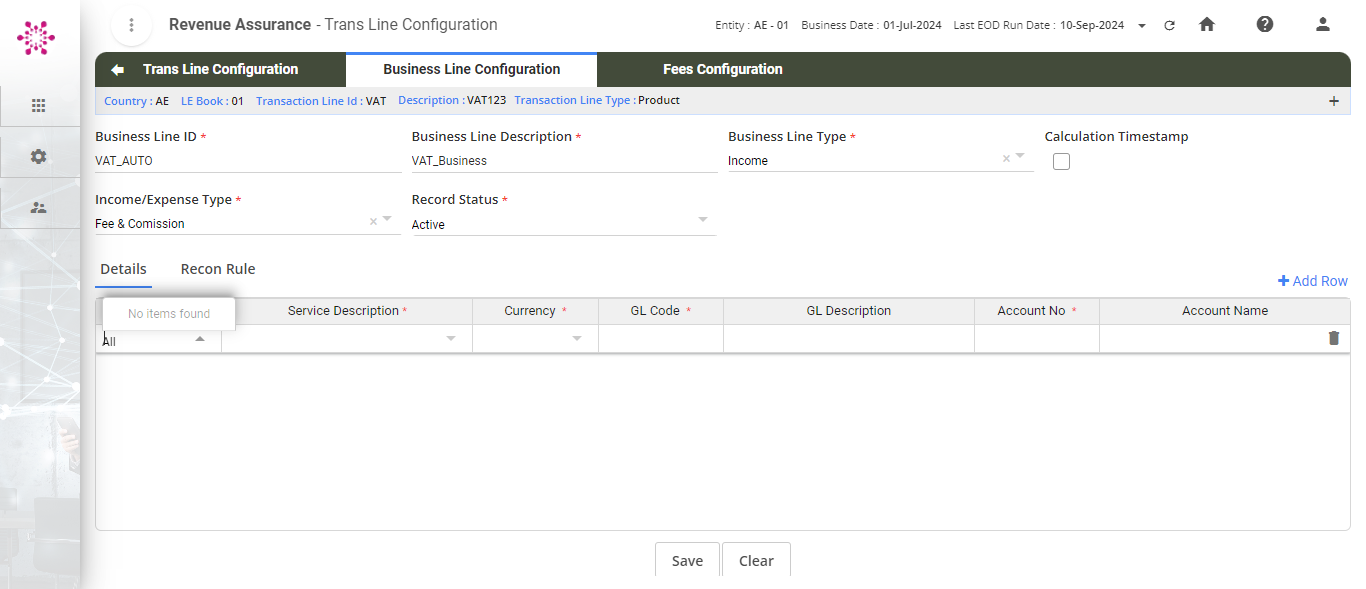 Revenue Assurance - Trans Line Configuration
Entity : AE - 01 Business Date : 01-Jul-2024 Last EOD Run Date : 10-Sep-2024
Trans Line Configuration Business Line Configuration Fees Configuration
Country : AE LE Book : 01 Transaction Line Id : VAT Description : VAT123 Transaction Line Type : Product +
Business Line ID * Business Line Description * Business Line Type * Calculation Timestamp
VAT_AUTO VAT_Business Income ×
Income/Expense Type * Record Status *
Fee & Comission × Active
Details Recon Rule
+ Add Row
No items found Service Description * Currency * GL Code * GL Description Account No * Account Name
All
Save Clear